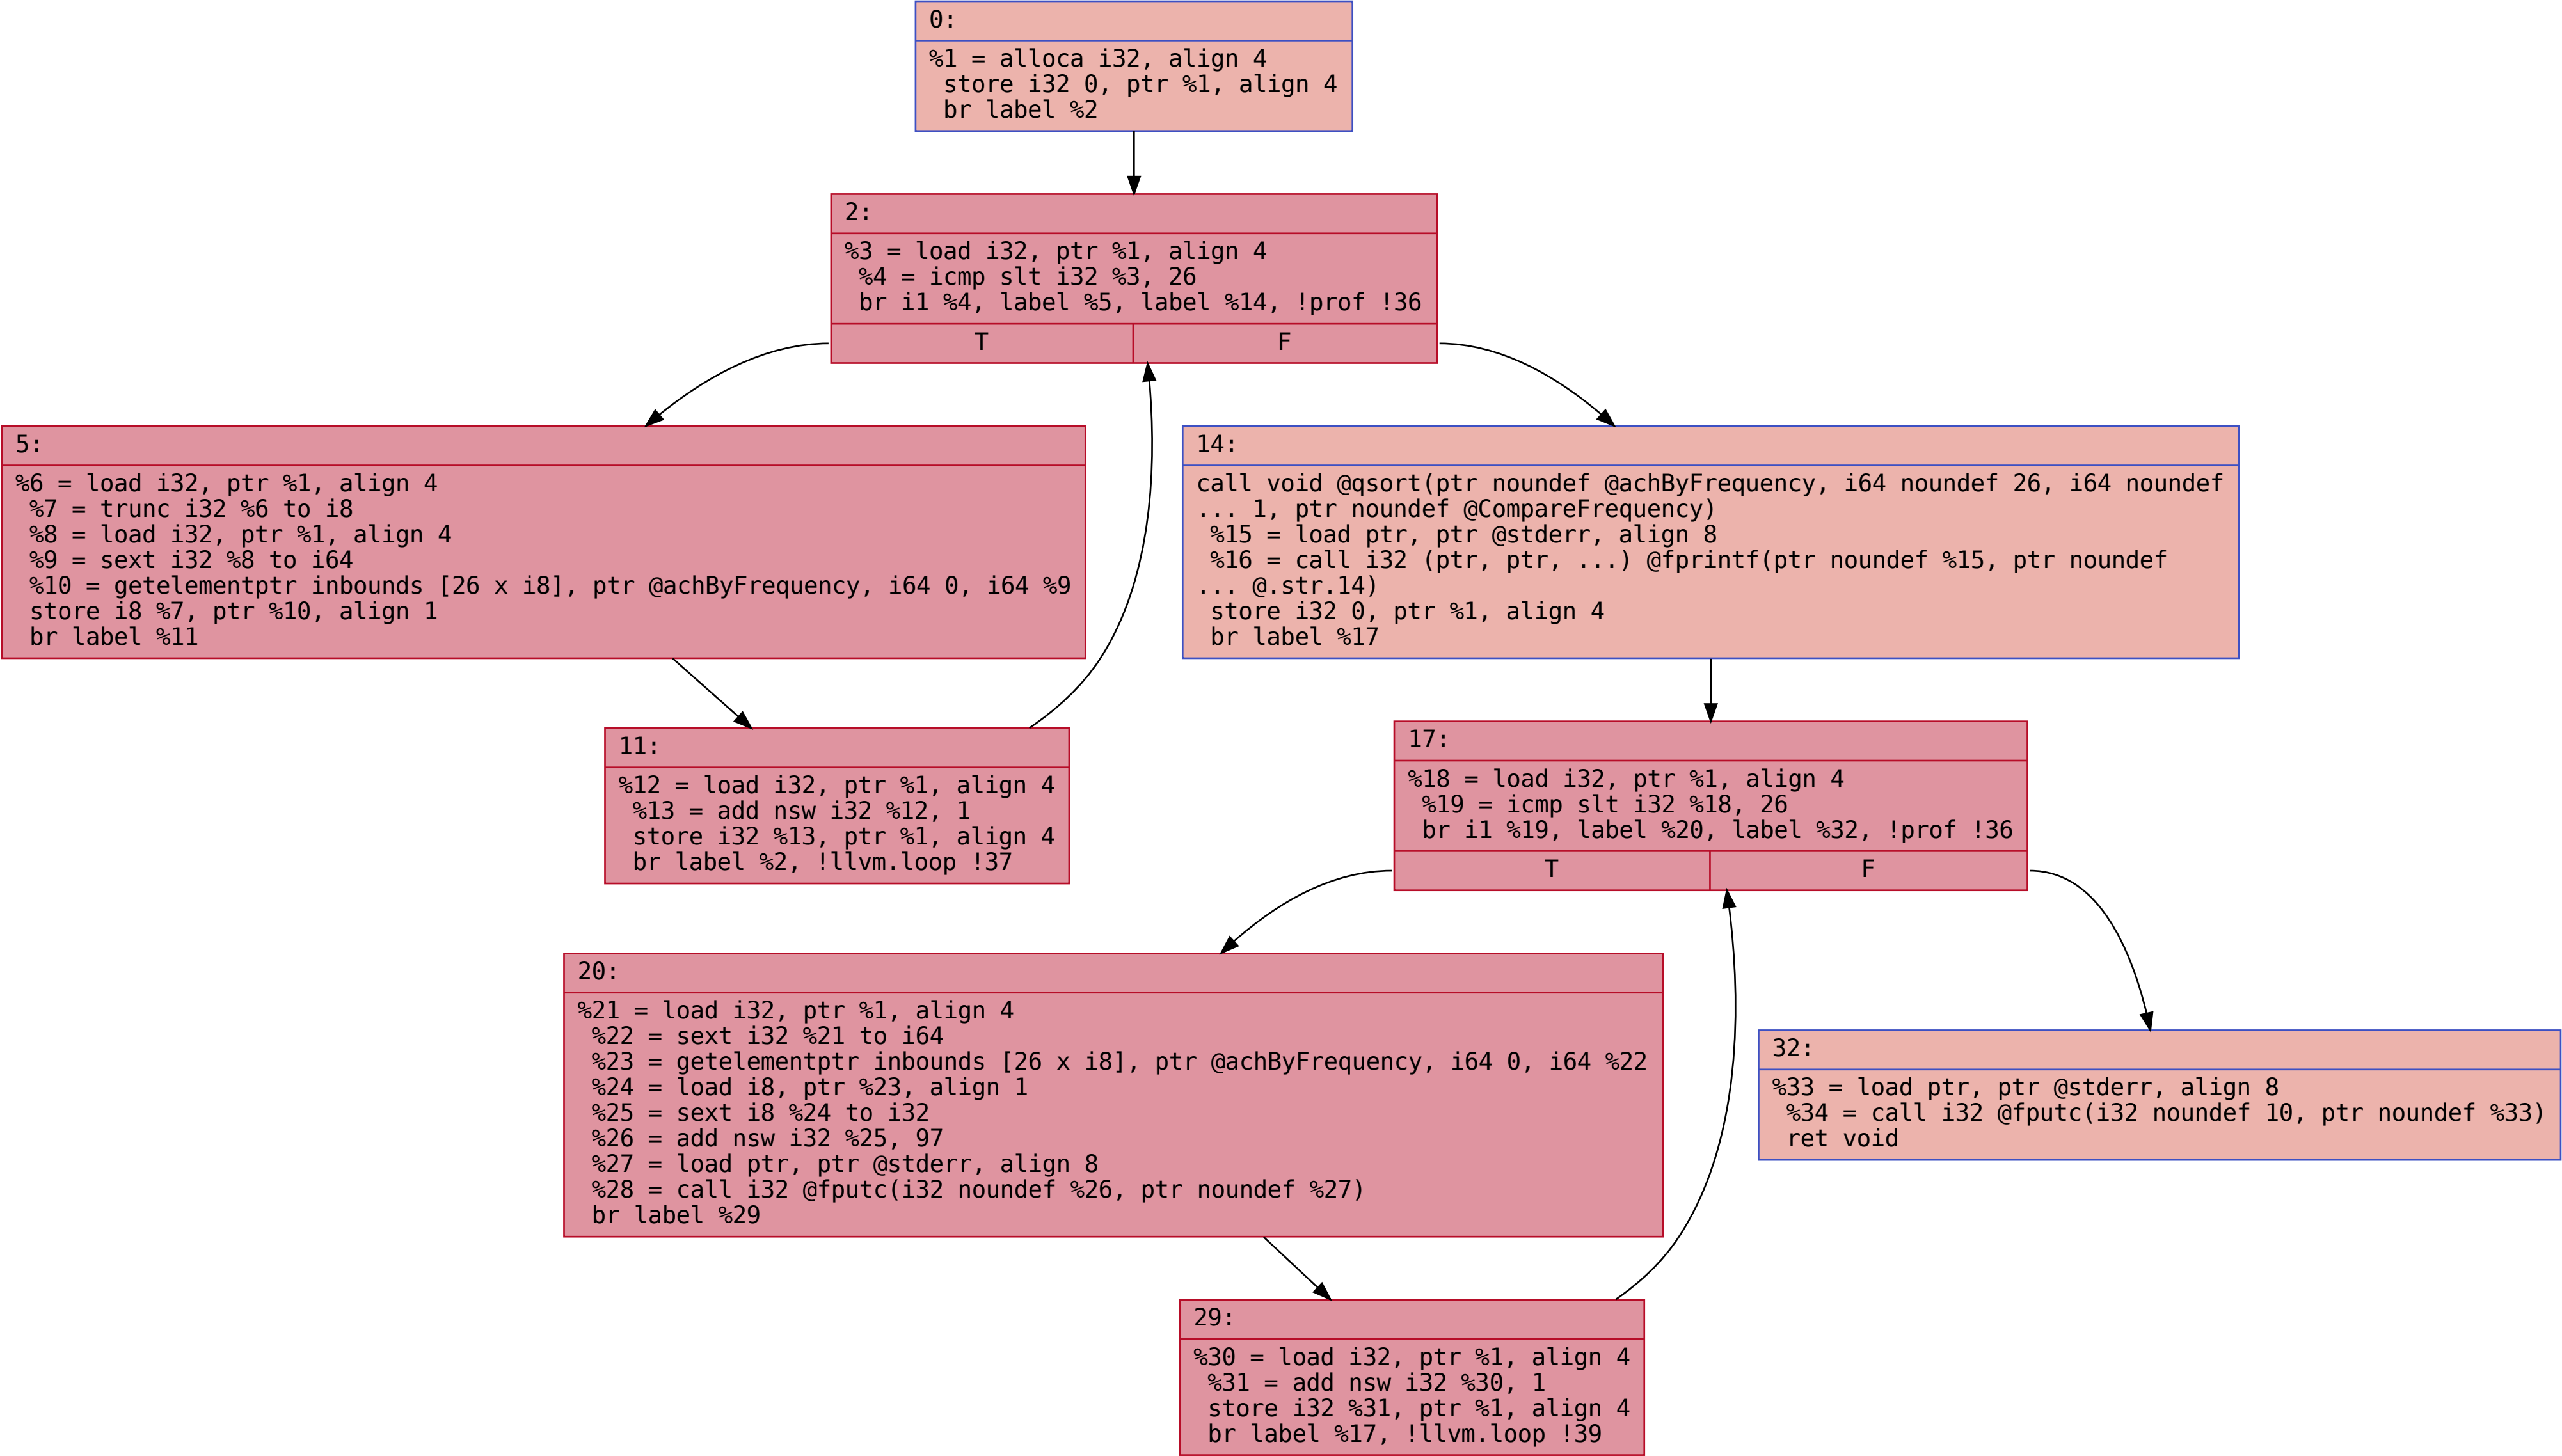 0:
%1 = alloca i32, align 4
store i32 0, ptr %1, align 4
br label %2
2:
%3 = load i32, ptr %1, align 4
%4 = icmp slt i32 %3, 26
br i1 %4, label %5, label %14, !prof !36
T
F
5:
%6 = load i32, ptr %1, align 4
%7 = trunc i32 %6 to i8
%8 = load i32, ptr %1, align 4
%9 = sext i32 %8 to i64
%10 = getelementptr inbounds [26 x i8], ptr @achByFrequency, i64 0, i64 %9
store i8 %7, ptr %10, align 1
br label %11
14:
call void @qsort(ptr noundef @achByFrequency, i64 noundef 26, i64 noundef
... 1, ptr noundef @CompareFrequency)
%15 = load ptr, ptr @stderr, align 8
%16 = call i32 (ptr, ptr, ...) @fprintf(ptr noundef %15, ptr noundef
... @.str.14)
store i32 0, ptr %1, align 4
br label %17
11:
%12 = load i32, ptr %1, align 4
%13 = add nsw i32 %12, 1
store i32 %13, ptr %1, align 4
br label %2, !llvm.loop !37
17:
%18 = load i32, ptr %1, align 4
%19 = icmp slt i32 %18, 26
br i1 %19, label %20, label %32, !prof !36
T
F
20:
%21 = load i32, ptr %1, align 4
%22 = sext i32 %21 to i64
%23 = getelementptr inbounds [26 x i8], ptr @achByFrequency, i64 0, i64 %22
%24 = load i8, ptr %23, align 1
%25 = sext i8 %24 to i32
%26 = add nsw i32 %25, 97
%27 = load ptr, ptr @stderr, align 8
%28 = call i32 @fputc(i32 noundef %26, ptr noundef %27)
br label %29
32:
%33 = load ptr, ptr @stderr, align 8
%34 = call i32 @fputc(i32 noundef 10, ptr noundef %33)
ret void
29:
%30 = load i32, ptr %1, align 4
%31 = add nsw i32 %30, 1
store i32 %31, ptr %1, align 4
br label %17, !llvm.loop !39